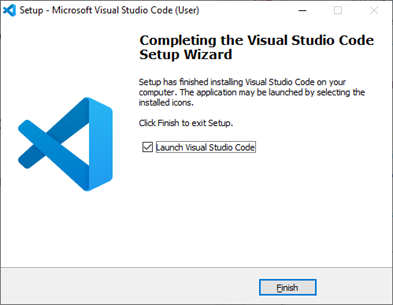 Setup - Microsoft Visual Studio Code (User)
Completing the Visual Studio Code
Setup Wizard
Setup has finished installing Visual Studio Code on your
computer. The application may be launched by selecting the
installed icons.
Click Finish to exit Setup.
Launch Visual Studio Code
Finish